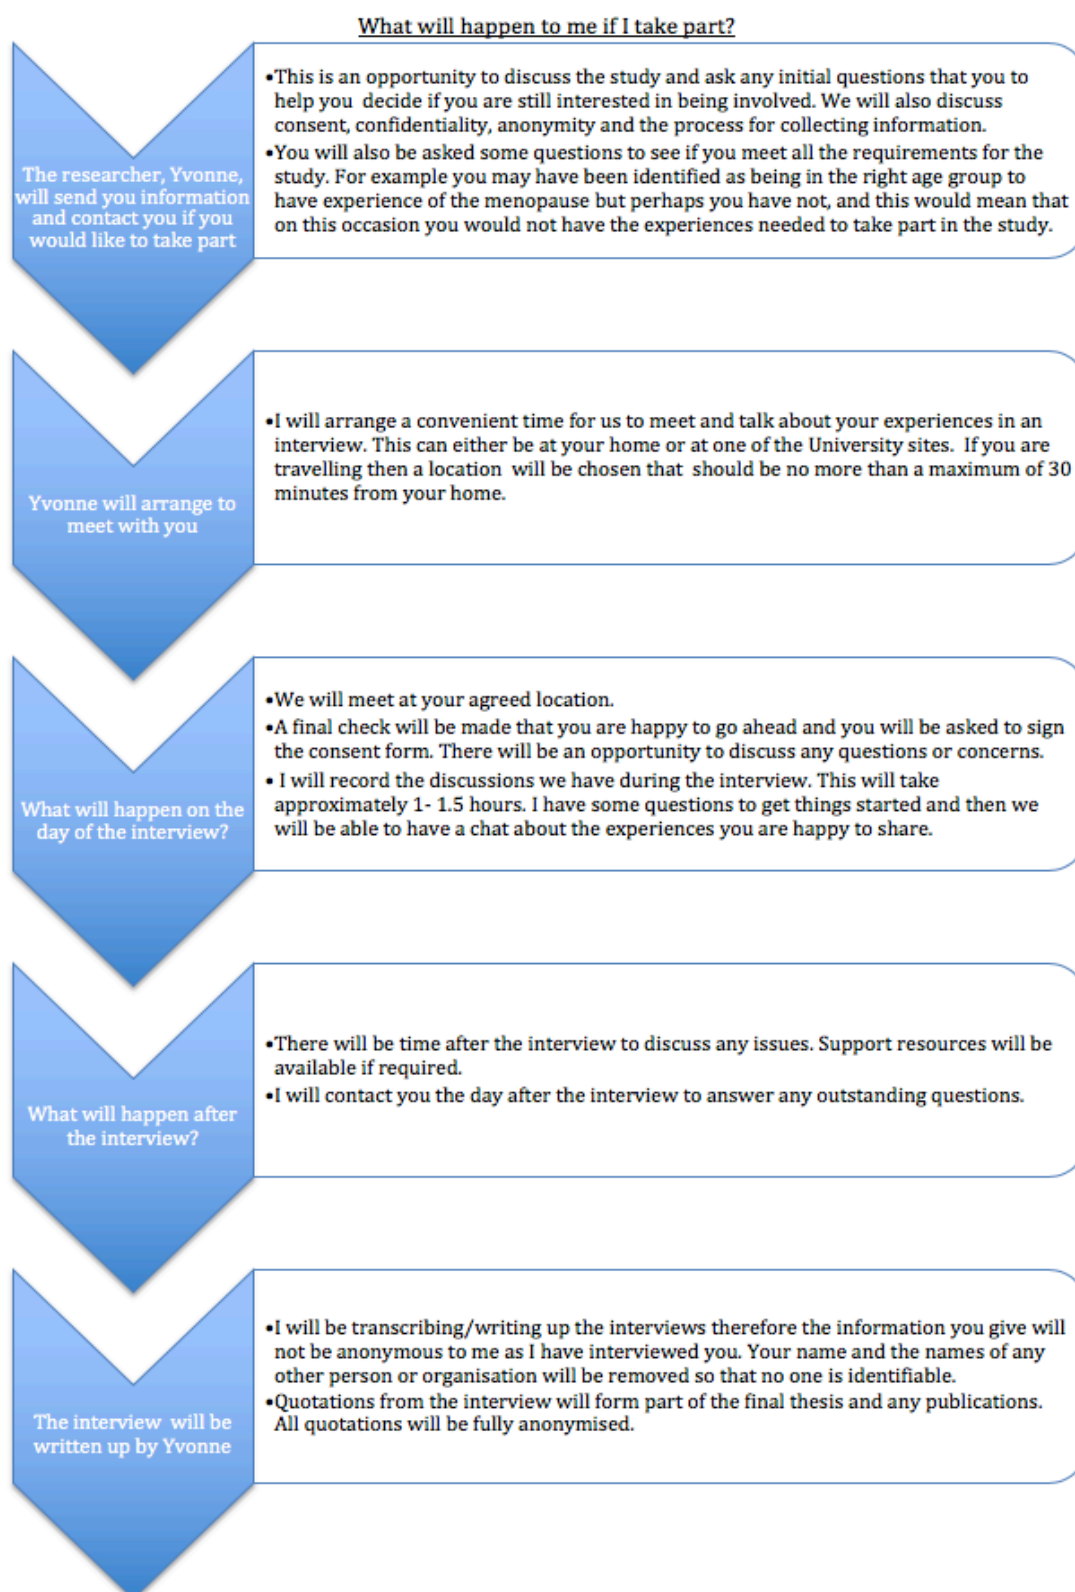 What will happen to me if I take part?
The researcher, Yvonne,
will send you information
and contact you if you
would like to take part
•This is an opportunity to discuss the study and ask any initial questions that you to
help you  decide if you are still interested in being involved. We will also discuss
consent, confidentiality, anonymity and the process for collecting information.
•You will also be asked some questions to see if you meet all the requirements for the
study. For example you may have been identified as being in the right age group to
have experience of the menopause but perhaps you have not, and this would mean that
on this occasion you would not have the experiences needed to take part in the study.
Yvonne will arrange to
meet with you
•I will arrange a convenient time for us to meet and talk about your experiences in an
interview. This can either be at your home or at one of the University sites.  If you are
travelling then a location  will be chosen that  should be no more than a maximum of 30
minutes from your home.
What will happen on the
day of the interview?
•We will meet at your agreed location.
•A final check will be made that you are happy to go ahead and you will be asked to sign
the consent form. There will be an opportunity to discuss any questions or concerns.
• I will record the discussions we have during the interview. This will take
approximately 1- 1.5 hours. I have some questions to get things started and then we
will be able to have a chat about the experiences you are happy to share.
What will happen after
the interview?
•There will be time after the interview to discuss any issues. Support resources will be
available if required.
•I will contact you the day after the interview to answer any outstanding questions.
The interview  will be
written up by Yvonne
•I will be transcribing/writing up the interviews therefore the information you give will
not be anonymous to me as I have interviewed you. Your name and the names of any
other person or organisation will be removed so that no one is identifiable.
•Quotations from the interview will form part of the final thesis and any publications.
All quotations will be fully anonymised.